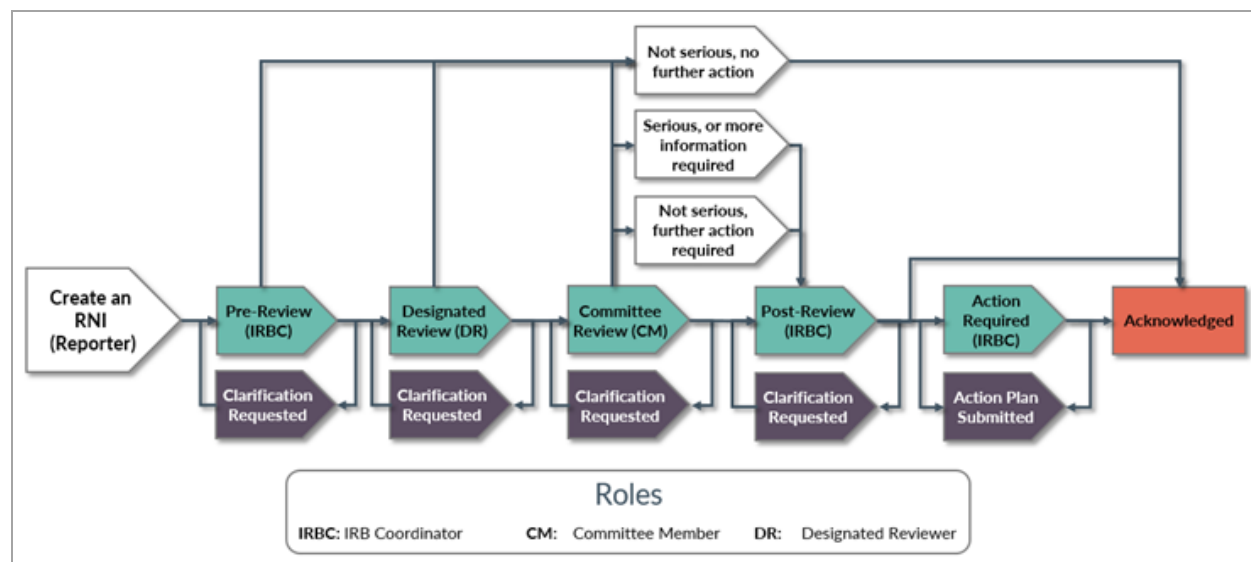 Not serious, no
further action
Serious, or more
information
required
Not serious,
further action
required
Create an
RNI
(Reporter)
Pre-Review
(IRBC)
Designated
Review (DR)
Committee
Review (CM)
Post-Review
(IRBC)
Action
Required
(IRBC)
Acknowledged
Clarification
Requested
Clarification
Requested
Clarification
Requested
Clarification
Requested
Action Plan
Submitted
Roles
IRBC: IRB Coordinator CM: Committee Member DR: Designated Reviewer